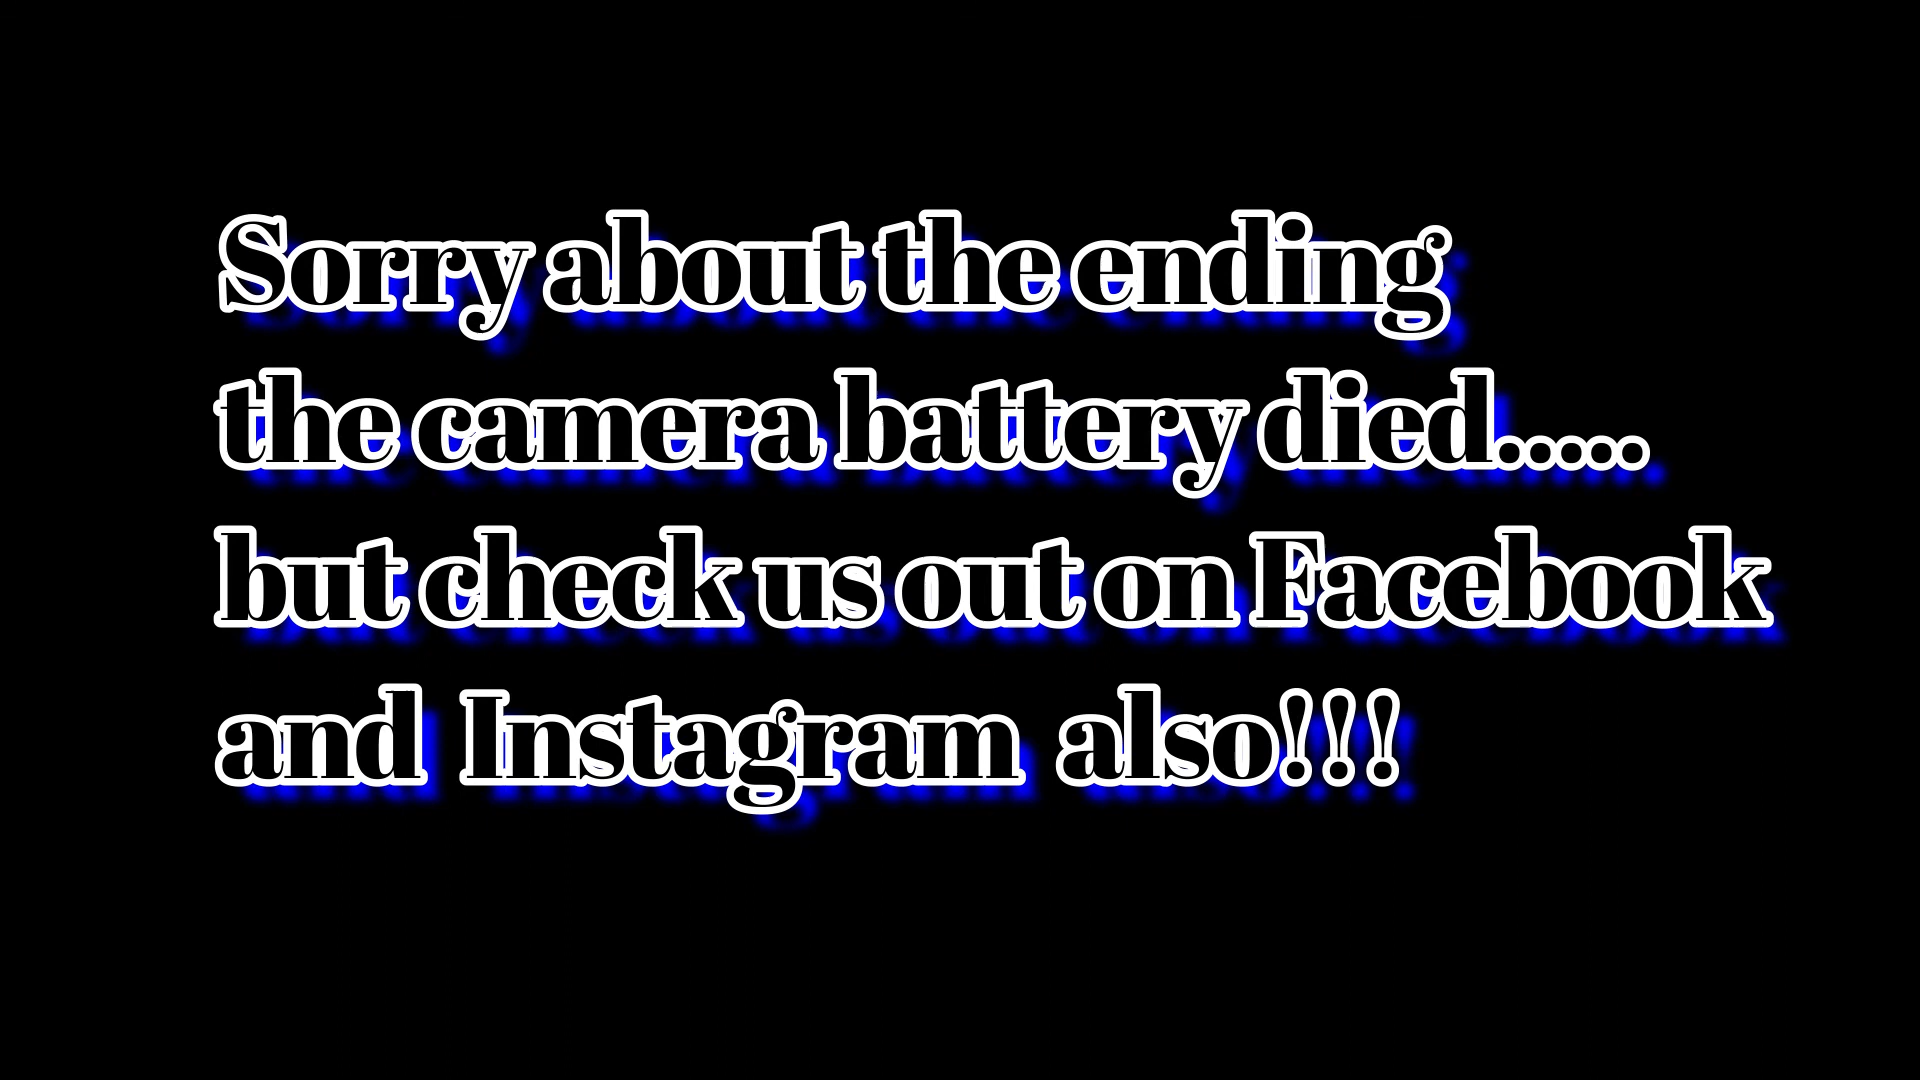 Sorry about the ending
the camera battery died.....
but check us out on Facebook
and Instagram also!!!